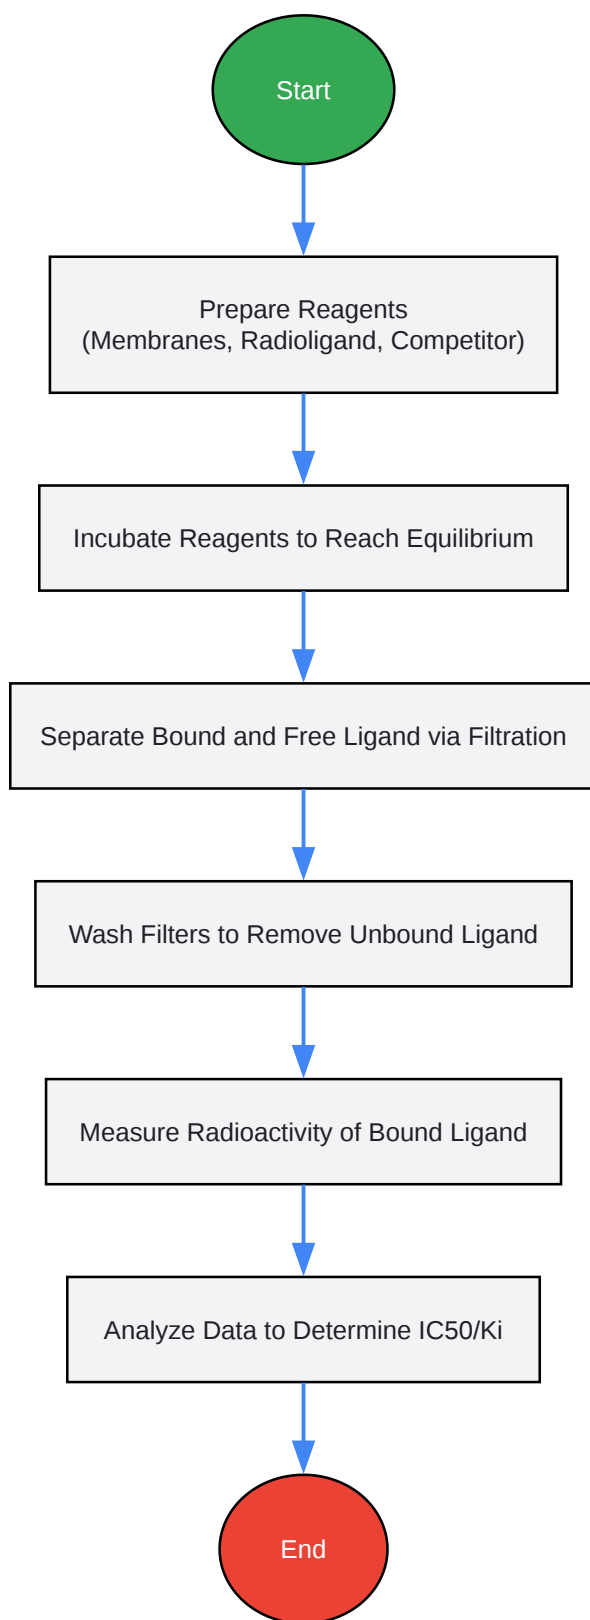 Start
Prepare Reagents
(Membranes, Radioligand, Competitor)
Incubate Reagents to Reach Equilibrium
Separate Bound and Free Ligand via Filtration
Wash Filters to Remove Unbound Ligand
Measure Radioactivity of Bound Ligand
Analyze Data to Determine IC50/Ki
End